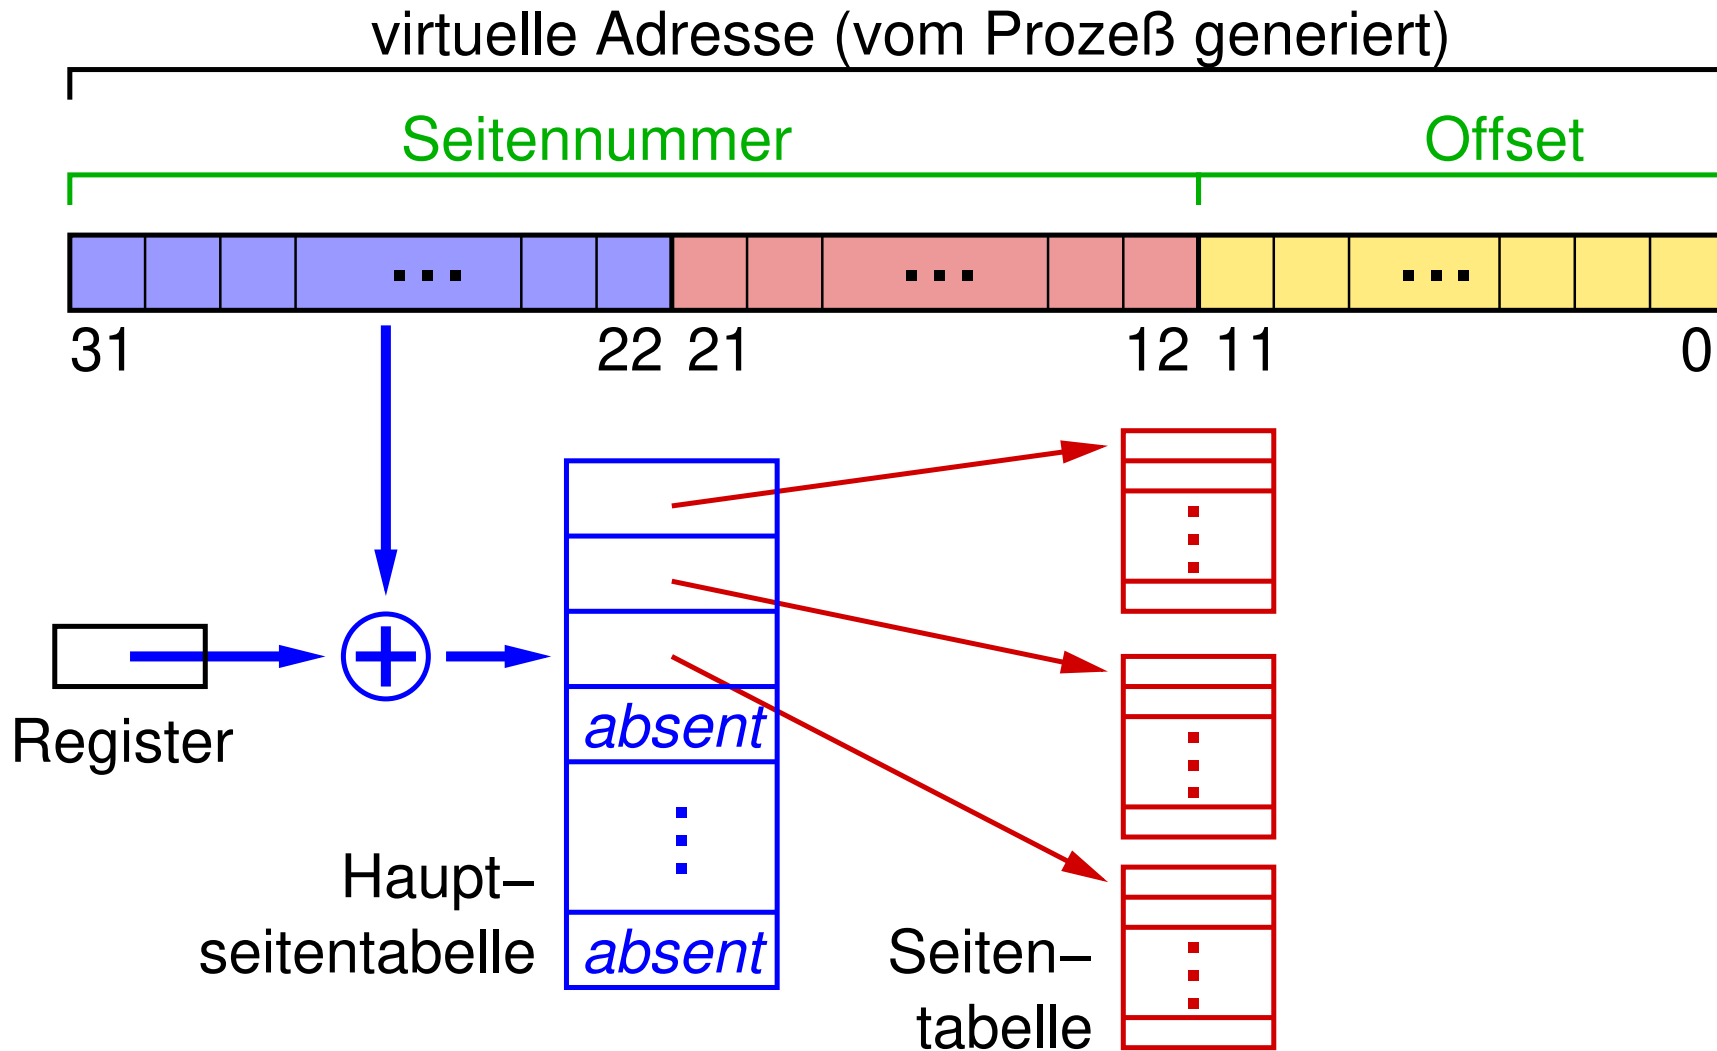 virtuelle Adresse (vom Prozeß generiert)
Seitennummer Offset
31 22 21 12 11 0
Register
absent
Haupt–
seitentabelle
absent
Seiten–
tabelle